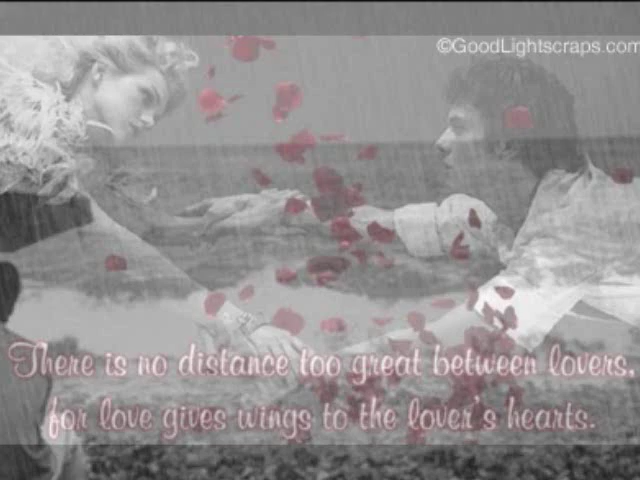 ©GoodLightscraps.com
There is no distance too great between lovers,
for love gives wings to the lover's hearts.